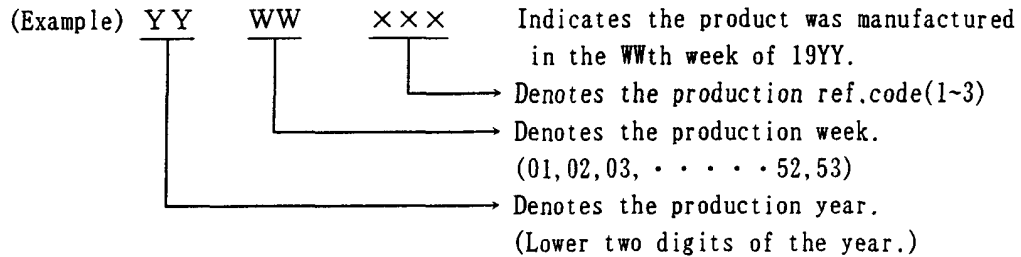 (Example) YY WW ××× Indicates the product was manufactured
in the WWth week of 19YY.
Denotes the production ref.code(1~3)
Denotes the production week.
(01,02,03, · · · · · 52,53)
Denotes the production year.
(Lower two digits of the year.)